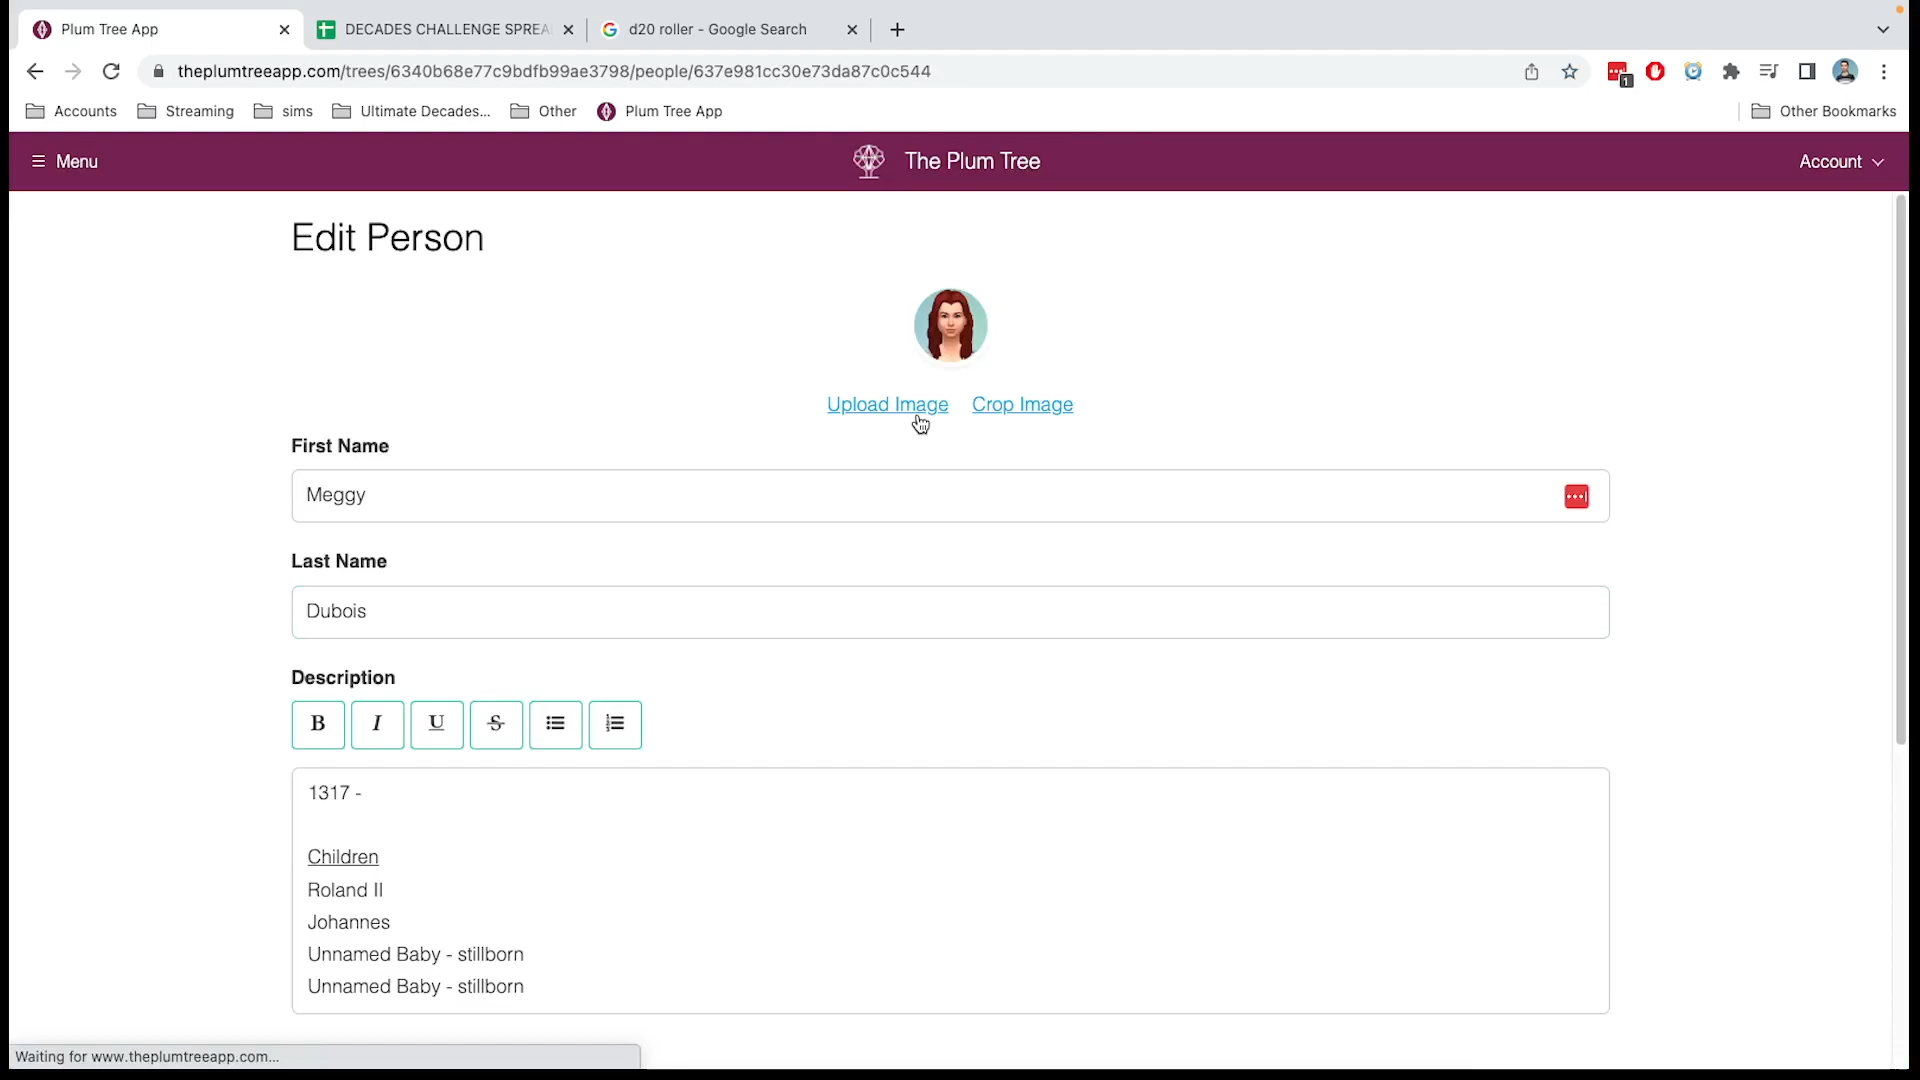 Plum Tree App
DECADES CHALLENGE SPREA
d20 roller - Google Search
theplumtreeapp.com/trees/6340b68e77c9bdfb99ae3798/people/637e981cc30e73da87c0c544
1
Accounts
Streaming
sims
Ultimate Decades...
Other
Plum Tree App
Other Bookmarks
Menu
The Plum Tree
Account
Edit Person
Upload Image Crop Image
First Name
Meggy
Last Name
Dubois
Description
B I U S
1317 -
Children
Roland II
Johannes
Unnamed Baby - stillborn
Unnamed Baby - stillborn
Waiting for www.theplumtreeapp.com...